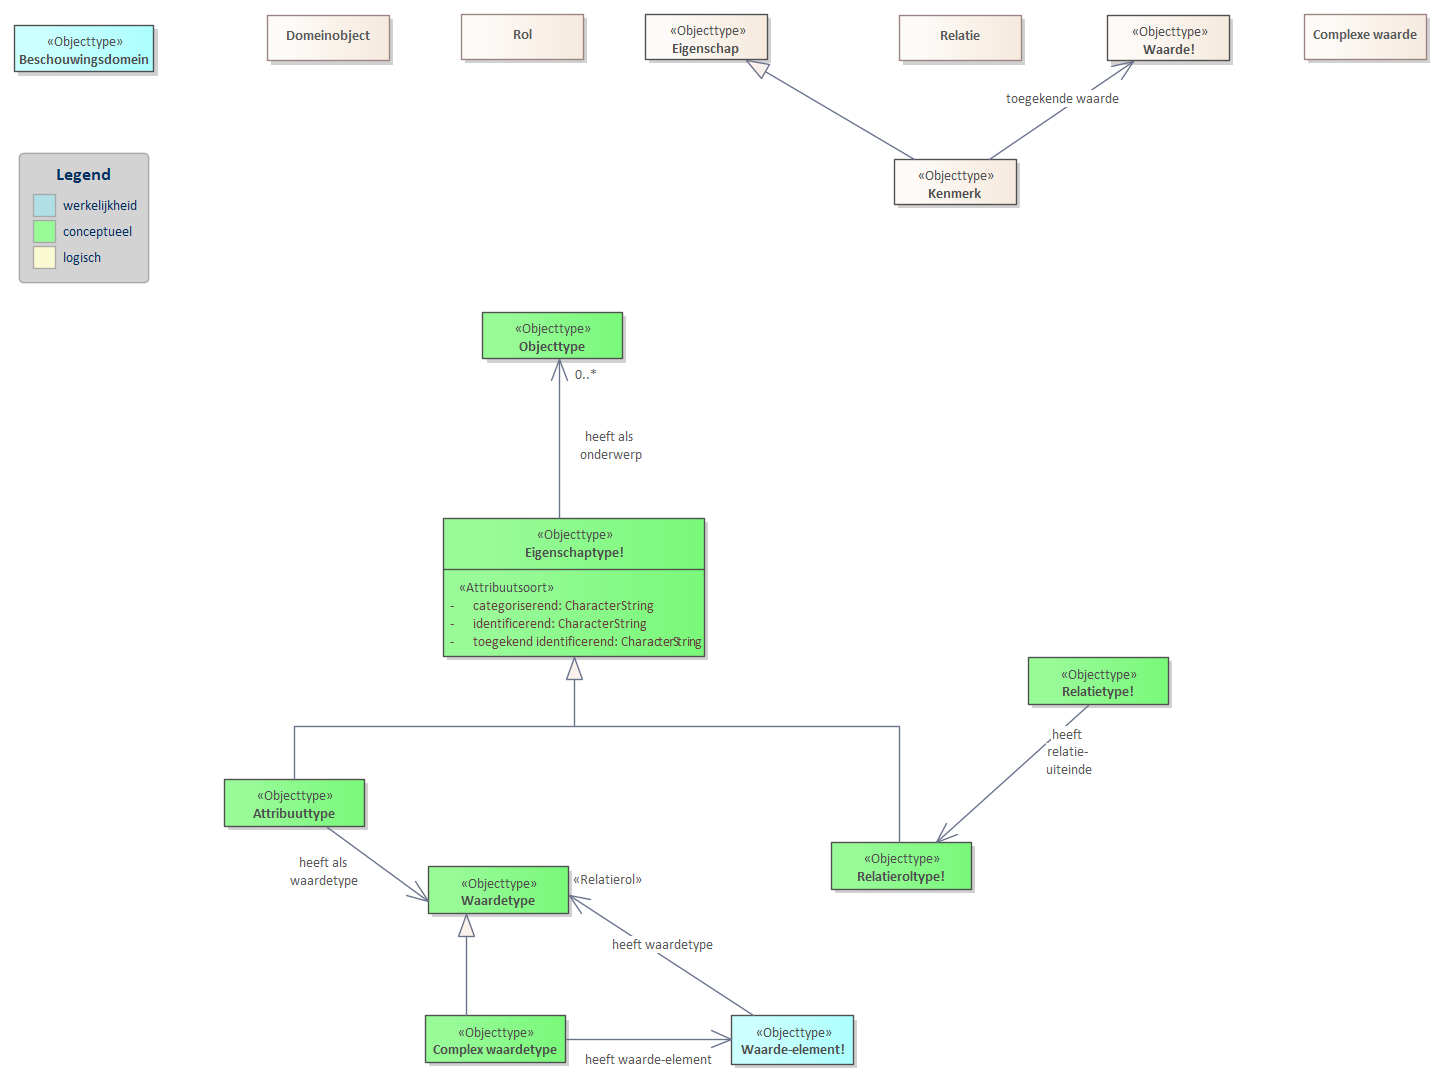 «Objecttype»
Beschouwingsdomein
Domeinobject
Rol
«Objecttype»
Eigenschap
Relatie
«Objecttype»
Waarde!
Complexe waarde
toegekende waarde
«Objecttype»
Kenmerk
Legend
werkelijkheid
conceptueel
logisch
«Objecttype»
Objecttype
0..*
heeft als
onderwerp
«Objecttype»
Eigenschaptype!
«Attribuutsoort»
- categoriserend: CharacterString
- identificerend: CharacterString
- toegekend identificerend: CharacterString
«Objecttype»
Relatietype!
heeft
relatie-
uiteinde
«Objecttype»
Attribuuttype
heeft als
waardetype
«Objecttype»
Waardetype
«Relatierol»
«Objecttype»
Relatieroltype!
heeft waardetype
«Objecttype»
Complex waardetype
heeft waarde-element
«Objecttype»
Waarde-element!